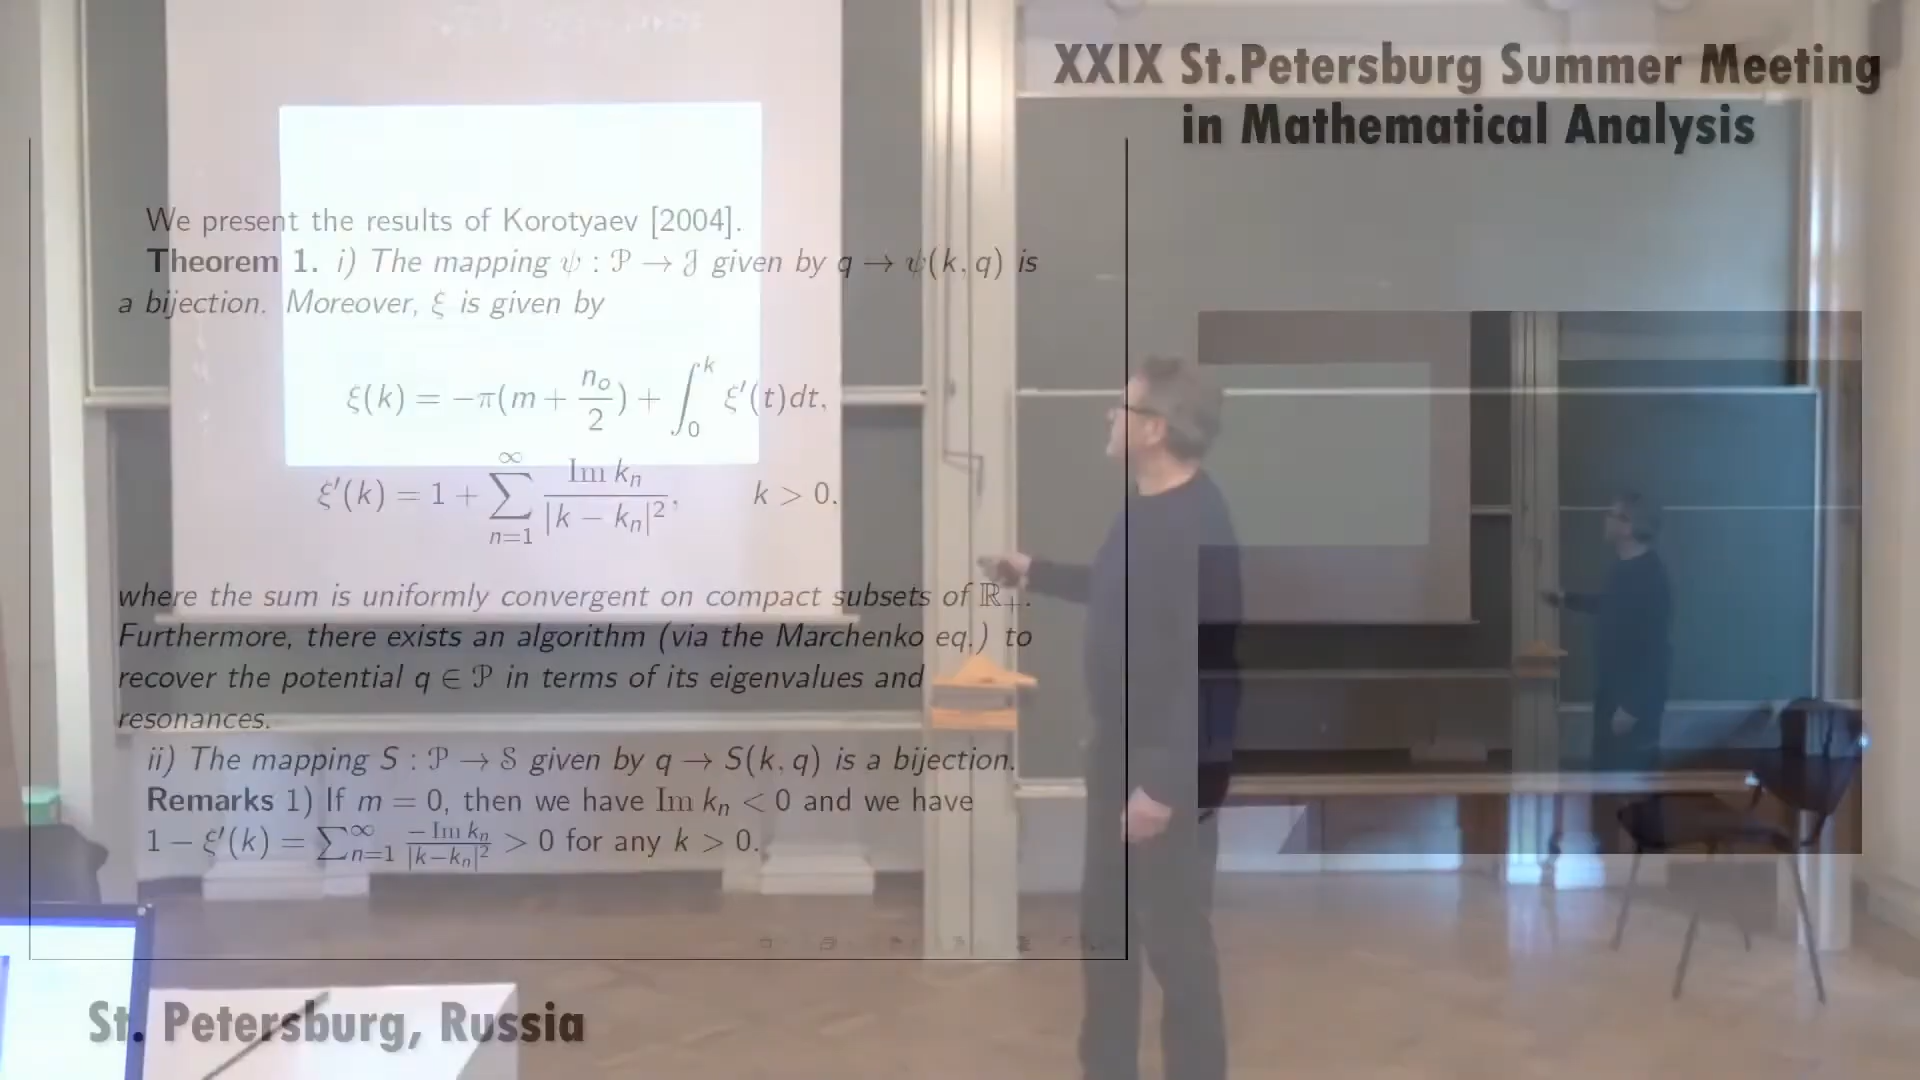 XXIX St.Petersburg Summer Meeting
in Mathematical Analysis
We present the results of Korotyaev [2004].
Theorem 1. i) The mapping ψ : 𝒫 → 𝒥 given by q → ψ(k, q) is
a bijection. Moreover, ξ is given by
ξ(k) = −π(m + n_o/2) + ∫_0^k ξ′(t)dt,
ξ′(k) = 1 + ∑_{n=1}^∞ Im k_n / |k − k_n|², k > 0.
where the sum is uniformly convergent on compact subsets of ℝ₊.
Furthermore, there exists an algorithm (via the Marchenko eq.) to
recover the potential q ∈ 𝒫 in terms of its eigenvalues and
resonances.
ii) The mapping S : 𝒫 → 𝒮 given by q → S(k, q) is a bijection.
Remarks 1) If m = 0, then we have Im k_n < 0 and we have
1 − ξ′(k) = ∑_{n=1}^∞ −Im k_n / |k−k_n|² > 0 for any k > 0.
St. Petersburg, Russia